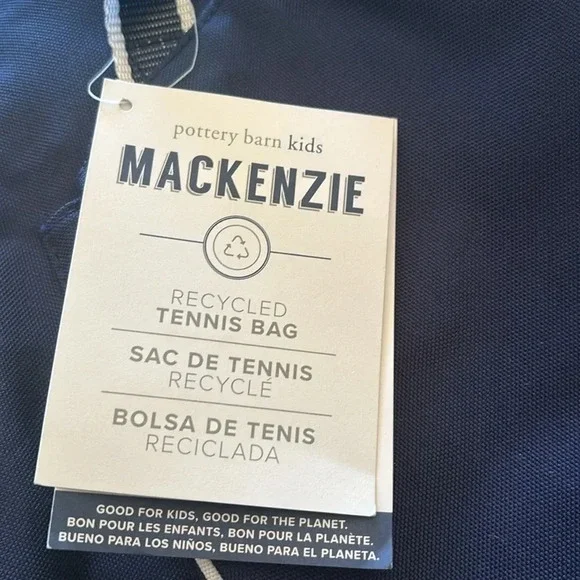 pottery barn kids
MACKENZIE
RECYCLED
TENNIS BAG
SAC DE TENNIS
RECYCLÉ
BOLSA DE TENIS
RECICLADA
GOOD FOR KIDS, GOOD FOR THE PLANET.
BON POUR LES ENFANTS, BON POUR LA PLANÈTE.
BUENO PARA LOS NIÑOS, BUENO PARA EL PLANETA.